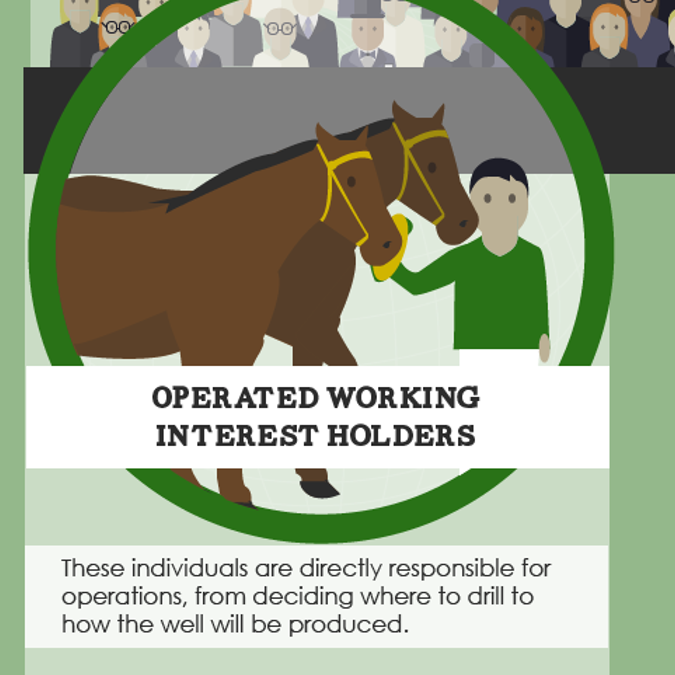 OPERATED WORKING
INTEREST HOLDERS
These individuals are directly responsible for
operations, from deciding where to drill to
how the well will be produced.